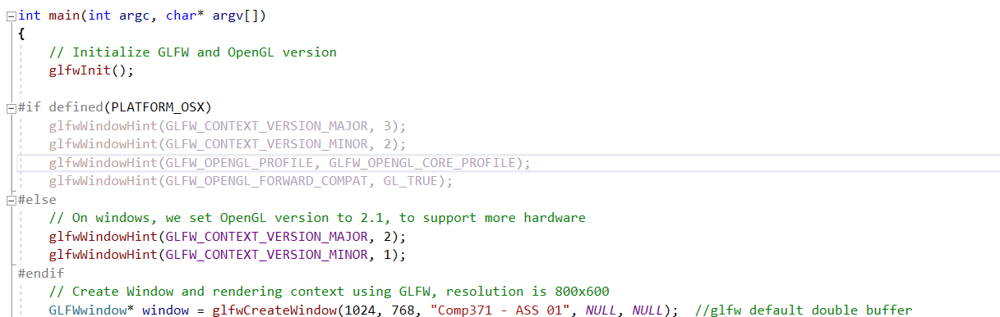 int main(int argc, char* argv[])
{
// Initialize GLFW and OpenGL version
glfwInit();
#if defined(PLATFORM_OSX)
glfwWindowHint(GLFW_CONTEXT_VERSION_MAJOR, 3);
glfwWindowHint(GLFW_CONTEXT_VERSION_MINOR, 2);
glfwWindowHint(GLFW_OPENGL_PROFILE, GLFW_OPENGL_CORE_PROFILE);
glfwWindowHint(GLFW_OPENGL_FORWARD_COMPAT, GL_TRUE);
#else
// On windows, we set OpenGL version to 2.1, to support more hardware
glfwWindowHint(GLFW_CONTEXT_VERSION_MAJOR, 2);
glfwWindowHint(GLFW_CONTEXT_VERSION_MINOR, 1);
#endif
// Create Window and rendering context using GLFW, resolution is 800x600
GLFWwindow* window = glfwCreateWindow(1024, 768, "Comp371 - ASS 01", NULL, NULL);  //glfw default double buffer